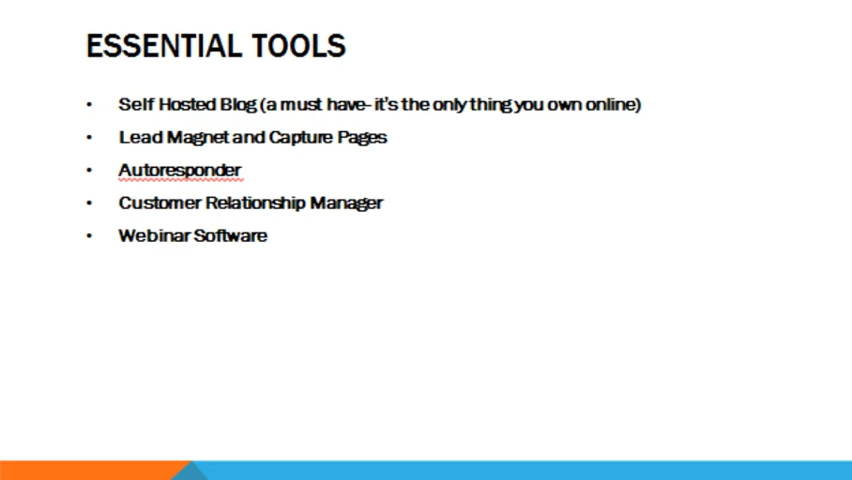 ESSENTIAL TOOLS
• Self Hosted Blog (a must have- it's the only thing you own online)
• Lead Magnet and Capture Pages
• Autoresponder
• Customer Relationship Manager
• Webinar Software